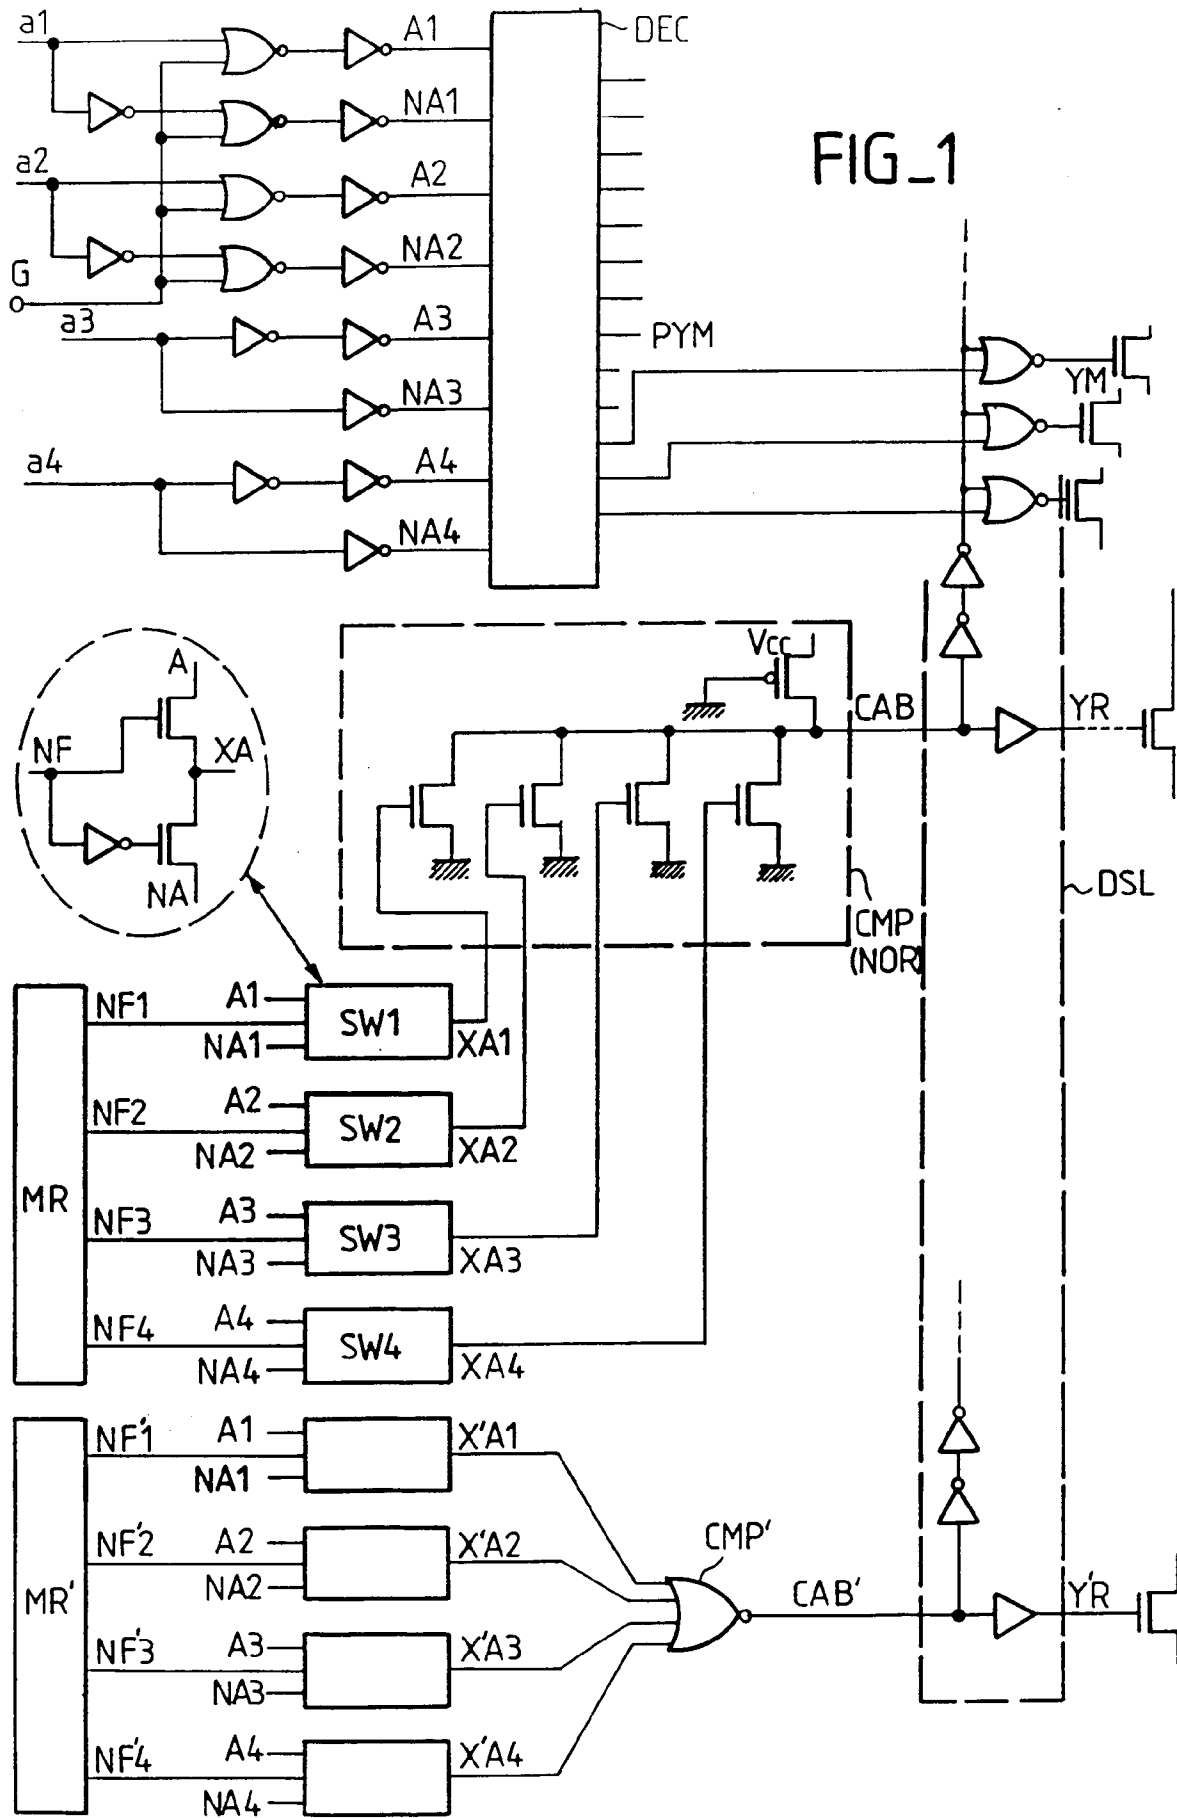 a1
A1
DEC
NA1
FIG_1
a2
A2
NA2
G
a3
A3
PYM
YM
NA3
a4
A4
NA4
A
Vcc
NF
XA
CAB
YR
NA
DSL
CMP
(NOR)
NF1
A1
SW1
NA1
XA1
NF2
A2
SW2
NA2
XA2
MR
NF3
A3
SW3
NA3
XA3
NF4
A4
SW4
NA4
XA4
NF'1
A1
X'A1
NA1
NF'2
A2
X'A2
CMP'
NA2
MR'
CAB'
Y'R
NF'3
A3
X'A3
NA3
NF'4
A4
X'A4
NA4